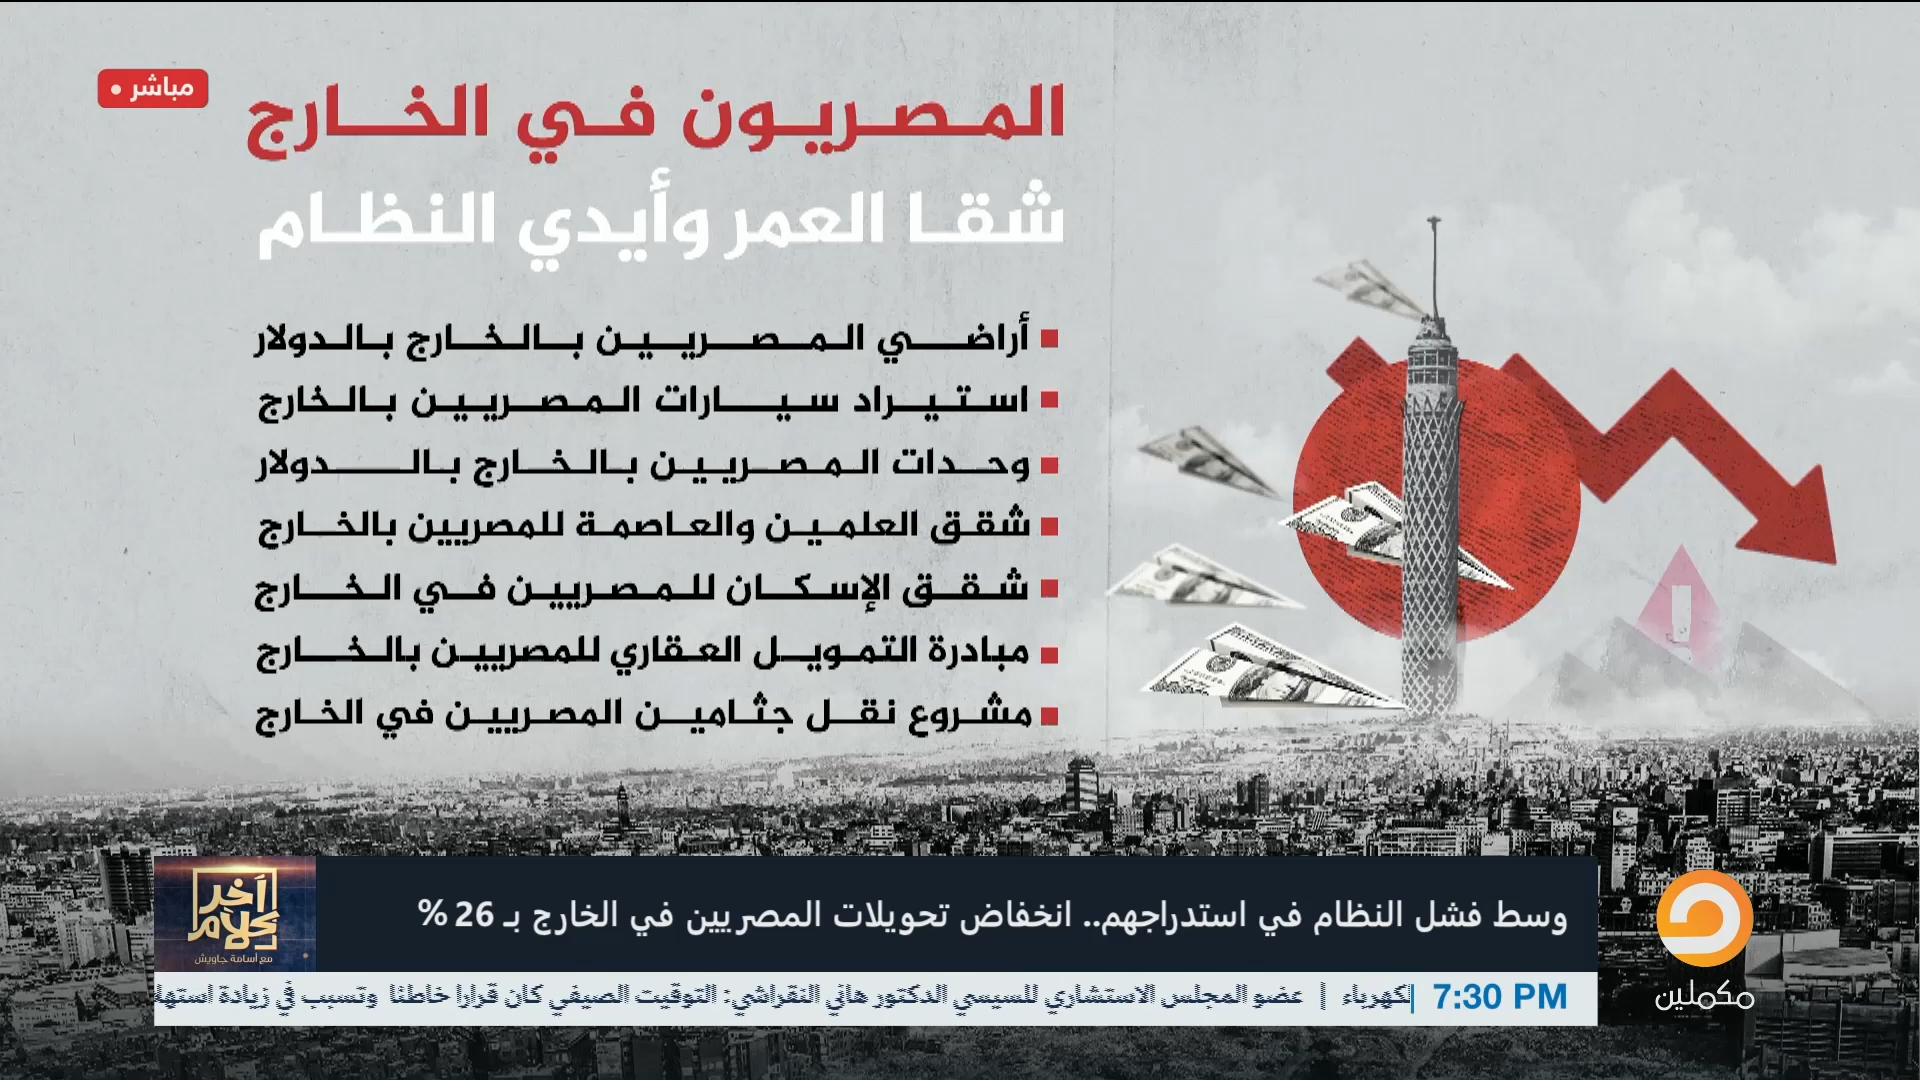 مباشر
المصريون في الخارج
شقا العمر وأيدي النظام
أراضي المصريين بالخارج بالدولار
استيراد سيارات المصريين بالخارج
وحدات المصريين بالخارج بالدولار
شقق العلمين والعاصمة للمصريين بالخارج
شقق الإسكان للمصريين في الخارج
مبادرة التمويل العقاري للمصريين بالخارج
مشروع نقل جثامين المصريين في الخارج
وسط فشل النظام في استدراجهم.. انخفاض تحويلات المصريين في الخارج بـ 26 %
آخر كلام
مع أسامة جاويش
7:30 PM
لكهرباء | عضو المجلس الاستشاري للسيسي الدكتور هاني النقراشي: التوقيت الصيفي كان قرارا خاطئا وتسبب في زيادة استهلا
مكملين